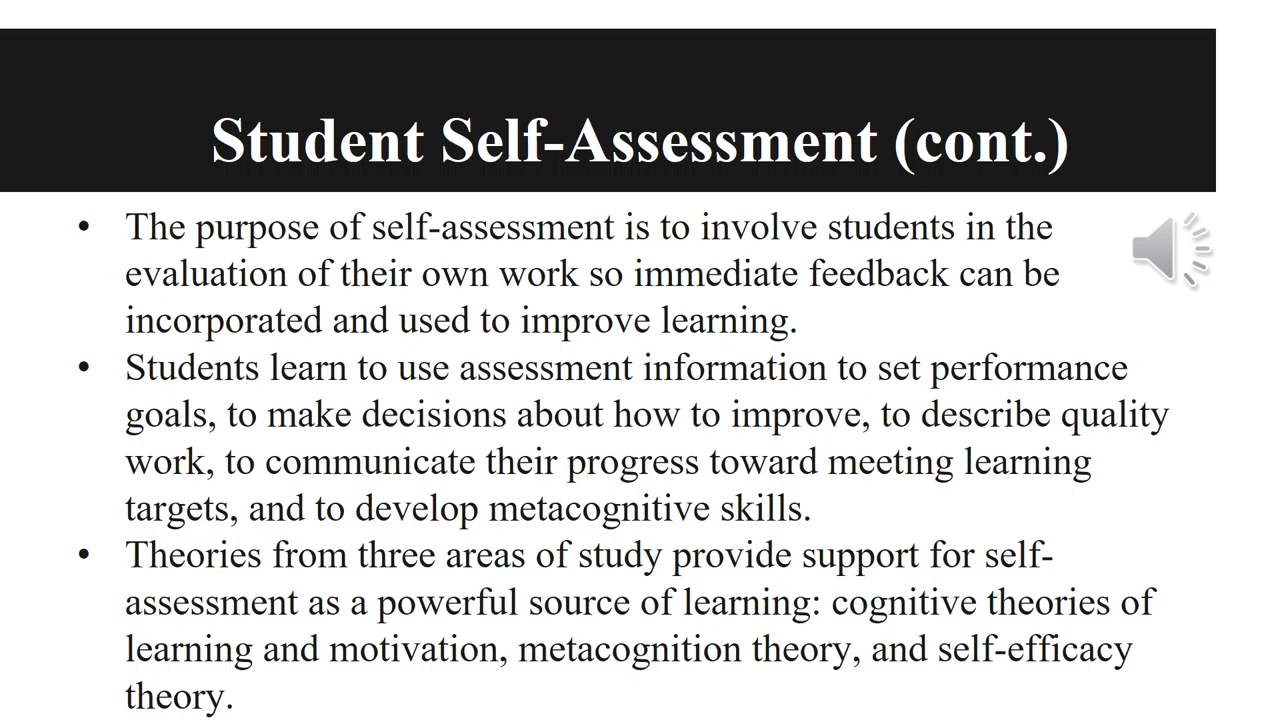 Student Self-Assessment (cont.)
• The purpose of self-assessment is to involve students in the
evaluation of their own work so immediate feedback can be
incorporated and used to improve learning.
• Students learn to use assessment information to set performance
goals, to make decisions about how to improve, to describe quality
work, to communicate their progress toward meeting learning
targets, and to develop metacognitive skills.
• Theories from three areas of study provide support for self-
assessment as a powerful source of learning: cognitive theories of
learning and motivation, metacognition theory, and self-efficacy
theory.